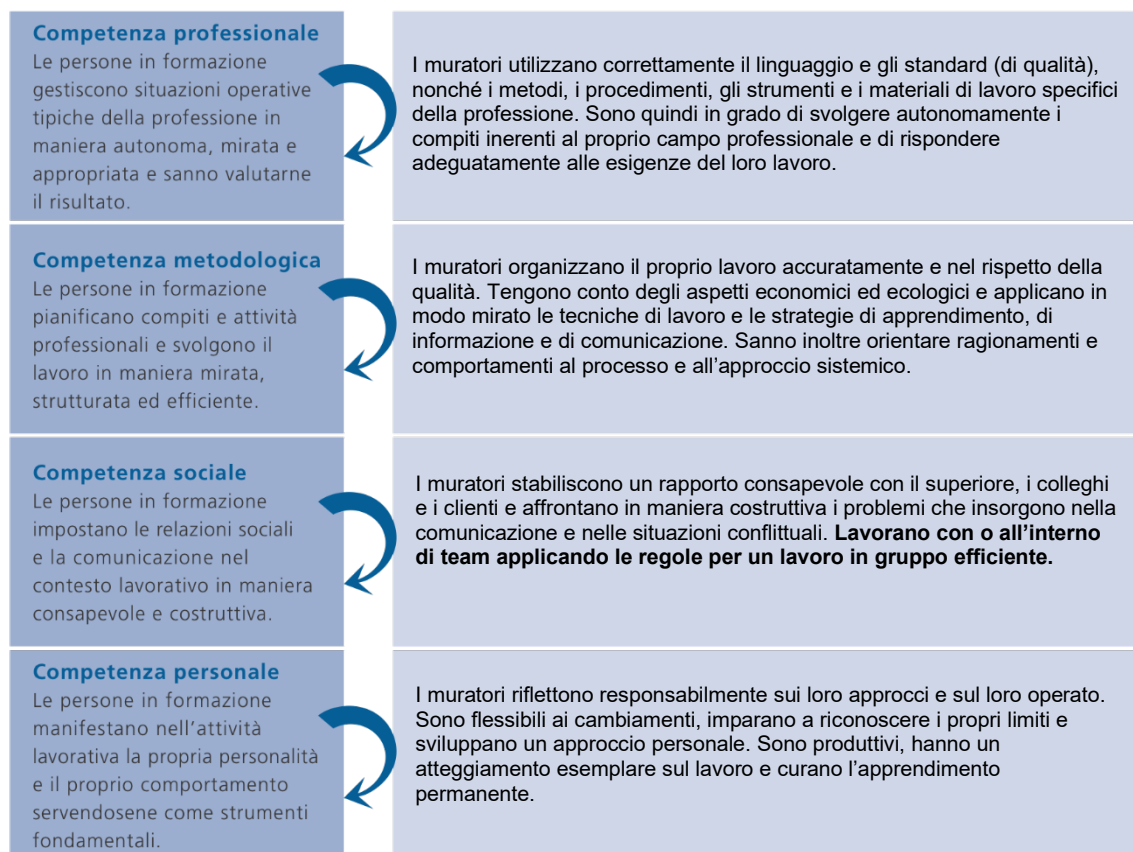 Competenza professionale
Le persone in formazione
gestiscono situazioni operative
tipiche della professione in
maniera autonoma, mirata e
appropriata e sanno valutarne
il risultato.
I muratori utilizzano correttamente il linguaggio e gli standard (di qualità),
nonché i metodi, i procedimenti, gli strumenti e i materiali di lavoro specifici
della professione. Sono quindi in grado di svolgere autonomamente i
compiti inerenti al proprio campo professionale e di rispondere
adeguatamente alle esigenze del loro lavoro.
Competenza metodologica
Le persone in formazione
pianificano compiti e attività
professionali e svolgono il
lavoro in maniera mirata,
strutturata ed efficiente.
I muratori organizzano il proprio lavoro accuratamente e nel rispetto della
qualità. Tengono conto degli aspetti economici ed ecologici e applicano in
modo mirato le tecniche di lavoro e le strategie di apprendimento, di
informazione e di comunicazione. Sanno inoltre orientare ragionamenti e
comportamenti al processo e all’approccio sistemico.
Competenza sociale
Le persone in formazione
impostano le relazioni sociali
e la comunicazione nel
contesto lavorativo in maniera
consapevole e costruttiva.
I muratori stabiliscono un rapporto consapevole con il superiore, i colleghi
e i clienti e affrontano in maniera costruttiva i problemi che insorgono nella
comunicazione e nelle situazioni conflittuali. Lavorano con o all’interno
di team applicando le regole per un lavoro in gruppo efficiente.
Competenza personale
Le persone in formazione
manifestano nell’attività
lavorativa la propria personalità
e il proprio comportamento
servendosene come strumenti
fondamentali.
I muratori riflettono responsabilmente sui loro approcci e sul loro operato.
Sono flessibili ai cambiamenti, imparano a riconoscere i propri limiti e
sviluppano un approccio personale. Sono produttivi, hanno un
atteggiamento esemplare sul lavoro e curano l’apprendimento
permanente.